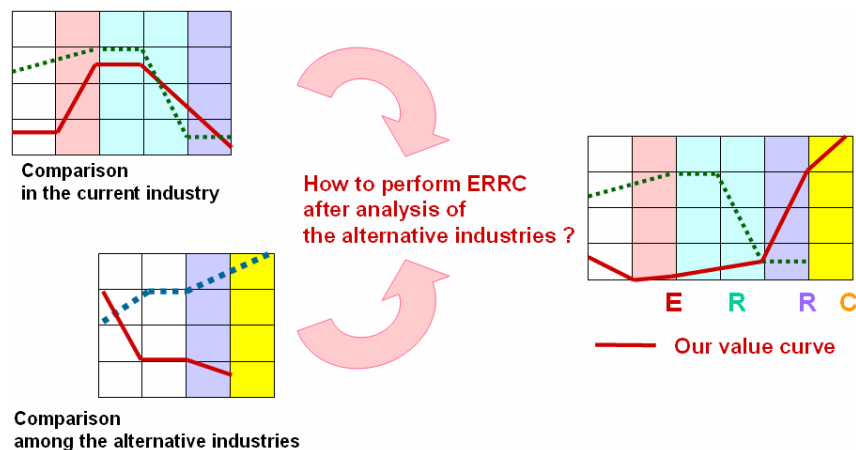 Comparison
in the current industry
How to perform ERRC
after analysis of
the alternative industries ?
E R R C
Our value curve
Comparison
among the alternative industries